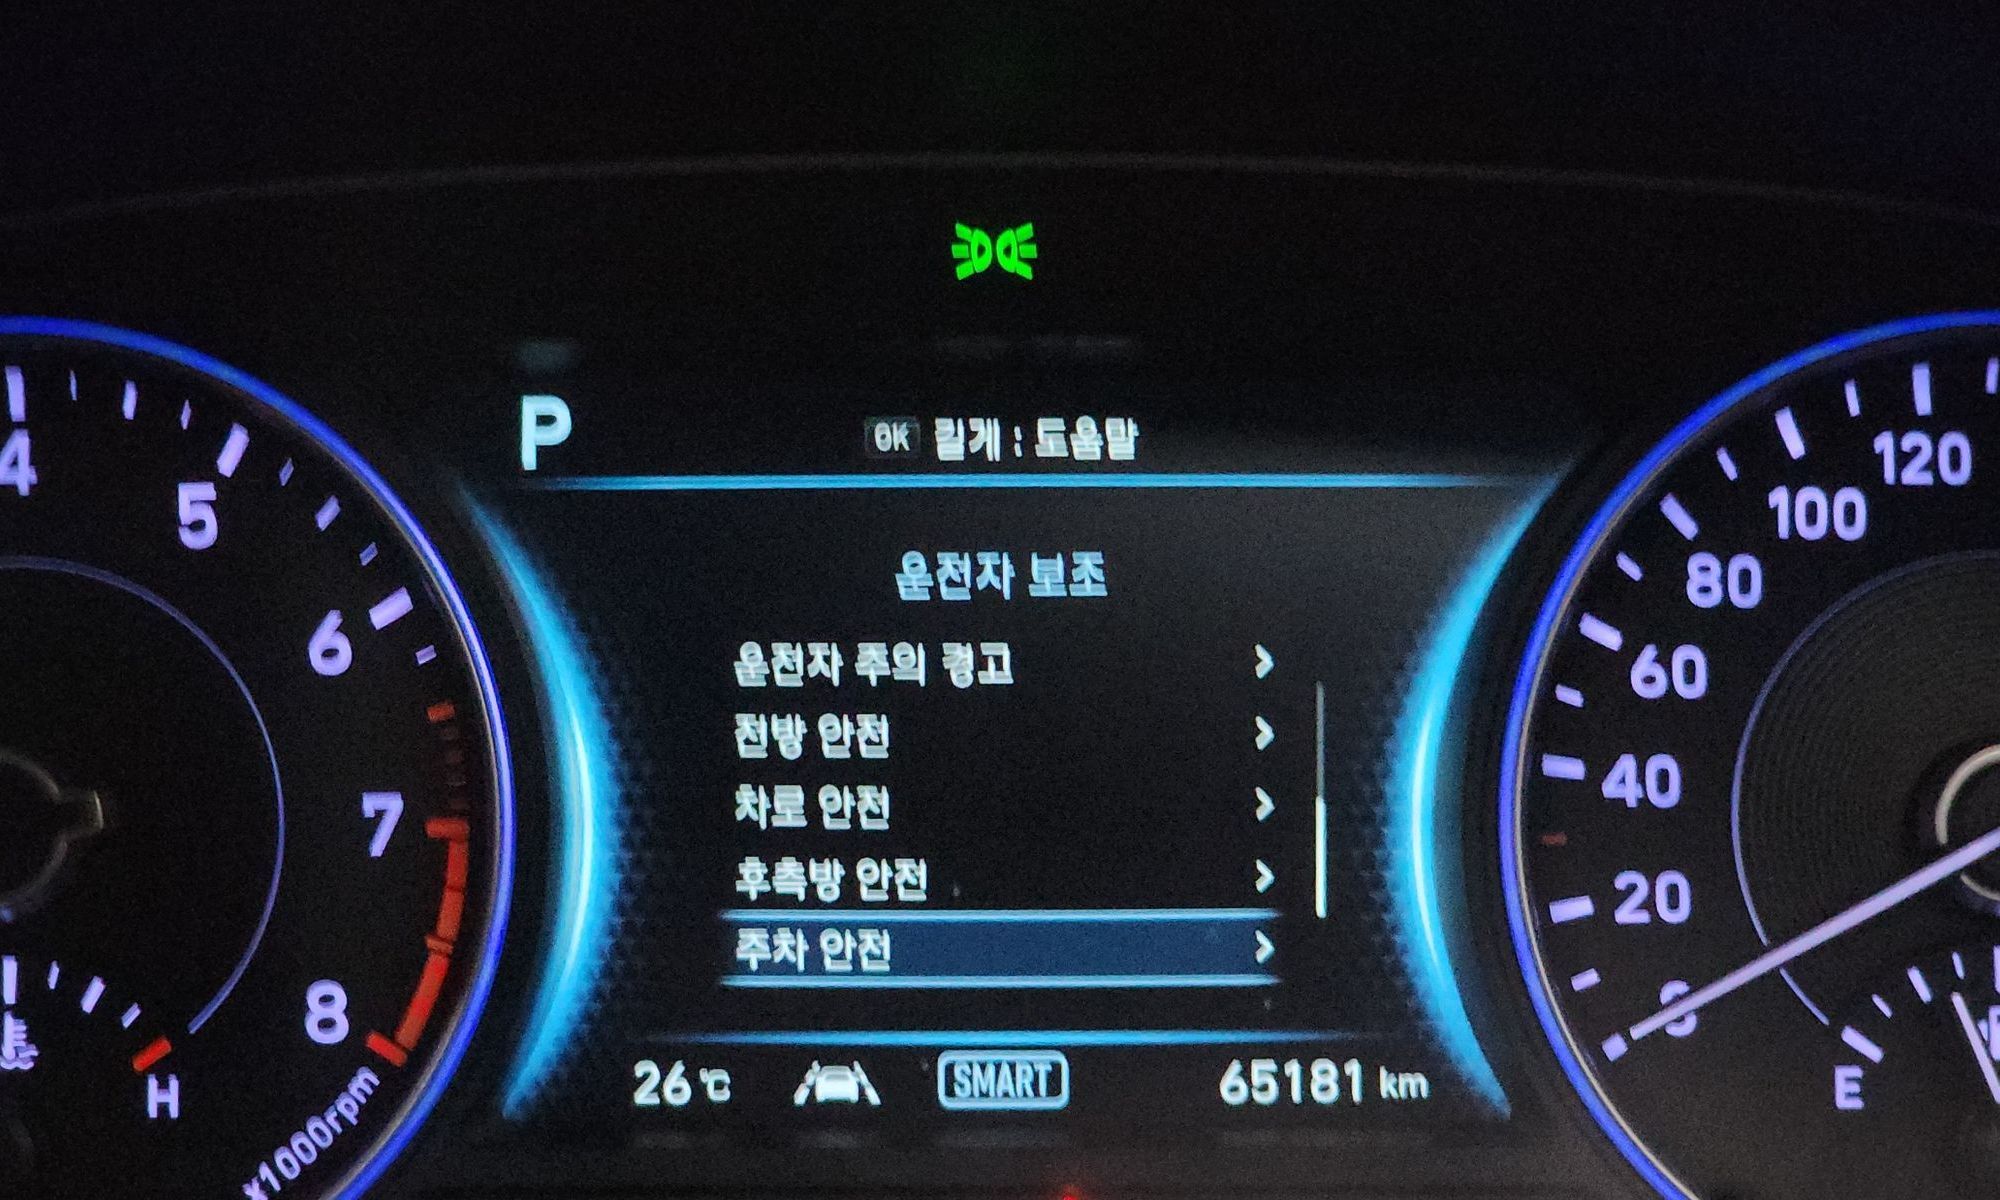 P
OK 길게 : 도움말
운전자 보조
운전자 주의 경고 >
전방 안전 >
차로 안전 >
후측방 안전 >
주차 안전 >
26 ℃ SMART 65181 km
4
5
6
7
8
x1000rpm
H
120
100
80
60
40
20
E